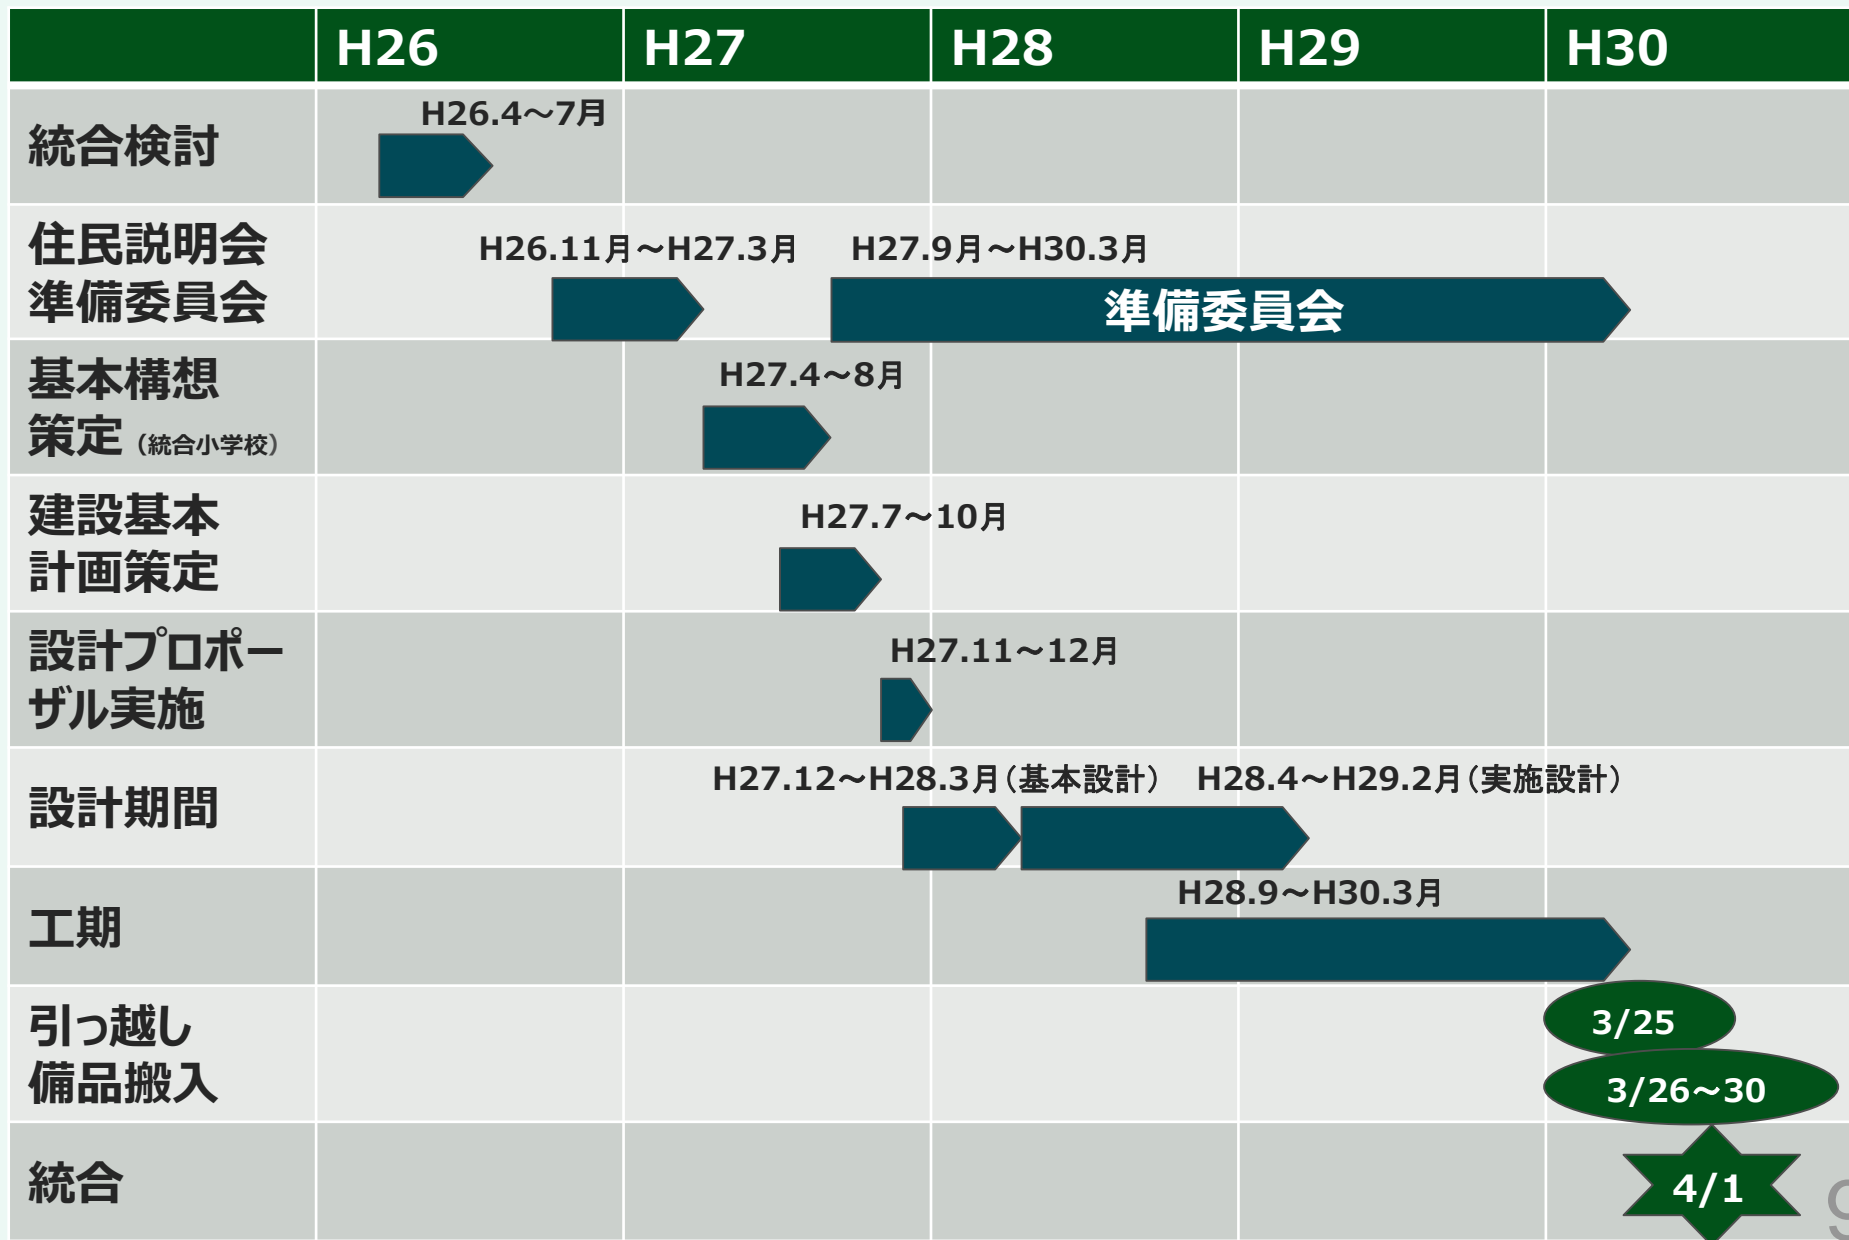 H26 H27 H28 H29 H30
統合検討
H26.4～7月
住民説明会
準備委員会
H26.11月～H27.3月 H27.9月～H30.3月
準備委員会
基本構想
策定（統合小学校）
H27.4～8月
建設基本
計画策定
H27.7～10月
設計プロポー
ザル実施
H27.11～12月
設計期間
H27.12～H28.3月（基本設計） H28.4～H29.2月（実施設計）
工期
H28.9～H30.3月
引っ越し
備品搬入
3/25
3/26～30
統合
4/1